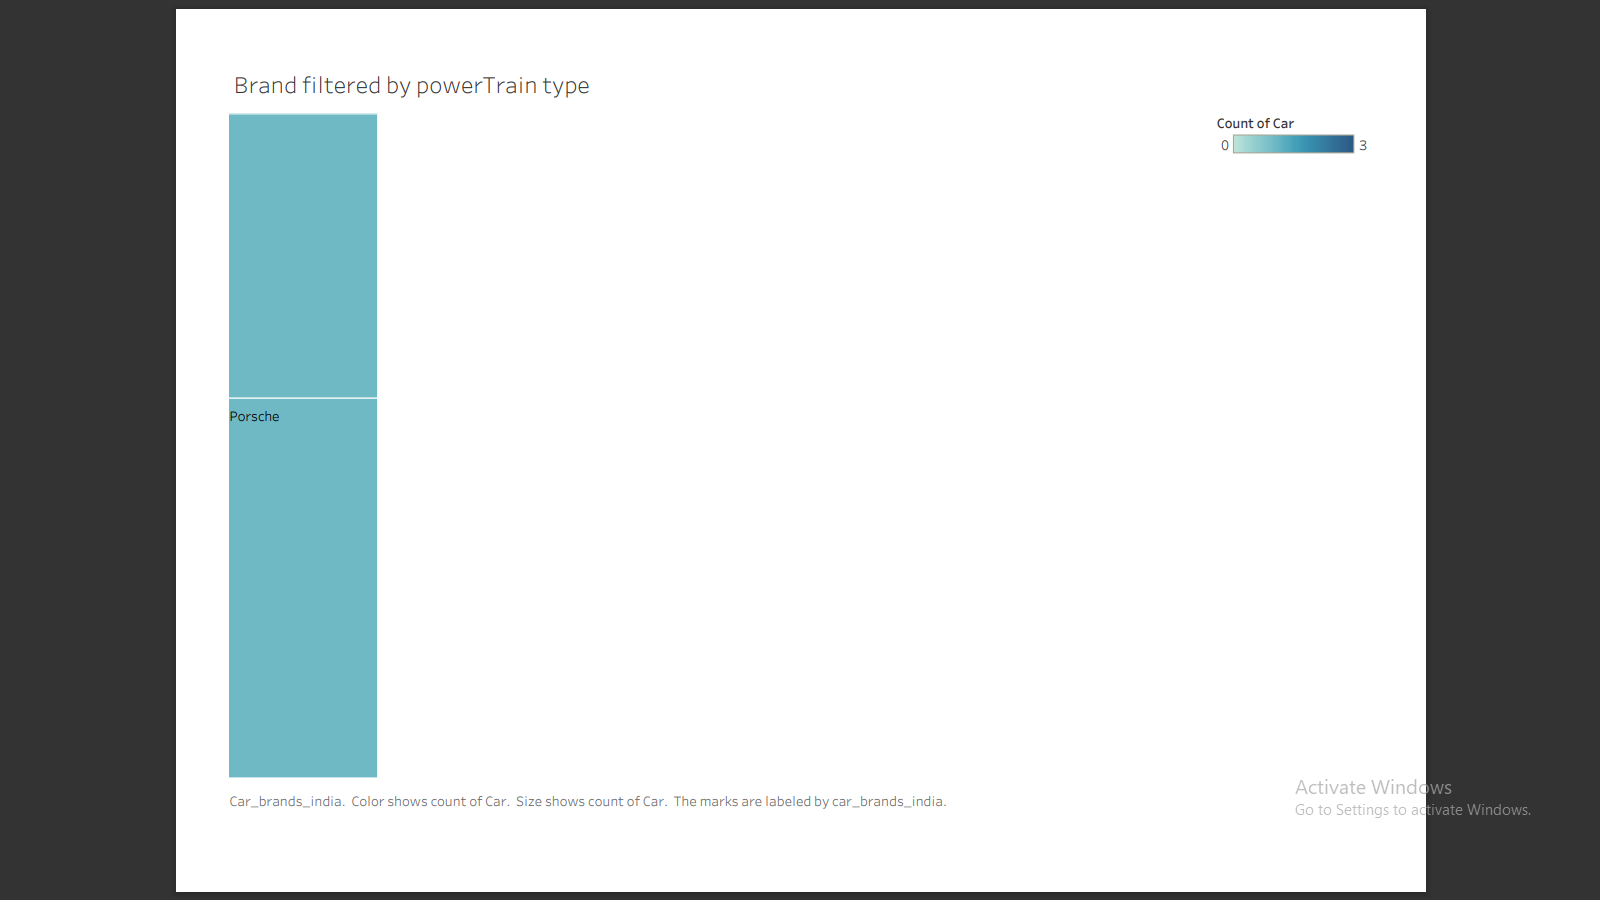 Brand filtered by powerTrain type
Count of Car
0 3
Porsche
Car_brands_india. Color shows count of Car. Size shows count of Car. The marks are labeled by car_brands_india.
Activate Windows
Go to Settings to activate Windows.